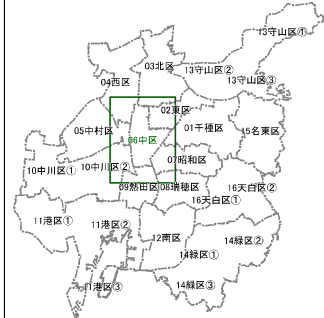 13守山区①
03北区
13守山区②
13守山区③
04西区
02東区
05中村区
06中区
01千種区
15名東区
10中川区①
10中川区②
07昭和区
09熱田区
08瑞穂区
16天白区②
16天白区①
11港区①
11港区②
12南区
14緑区②
14緑区①
11港区③
14緑区③